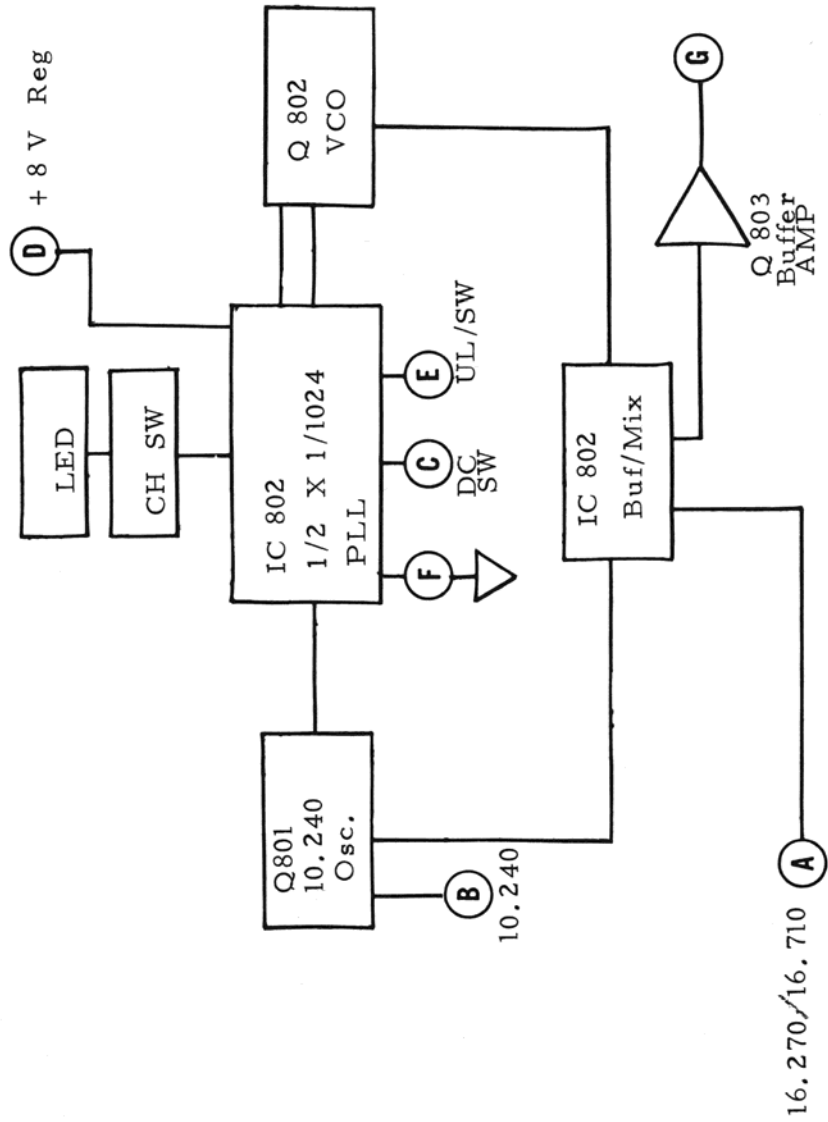 LED
CH SW
D
+ 8 V Reg
Q801
10.240
Osc.
IC 802
1/2 X 1/1024
PLL
Q 802
VCO
B
10.240
F
C
DC
SW
E
UL/SW
IC 802
Buf/Mix
Q 803
Buffer
AMP
G
A
16.270/16.710